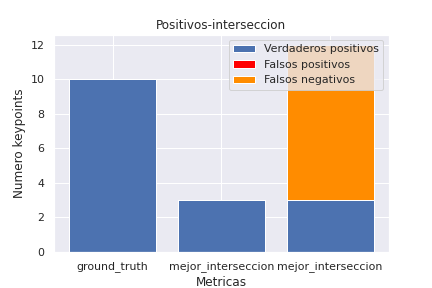 Positivos-interseccion
Verdaderos positivos
Falsos positivos
Falsos negativos
12
10
8
6
4
2
0
Numero keypoints
ground_truth
mejor_interseccion
mejor_interseccion
Metricas